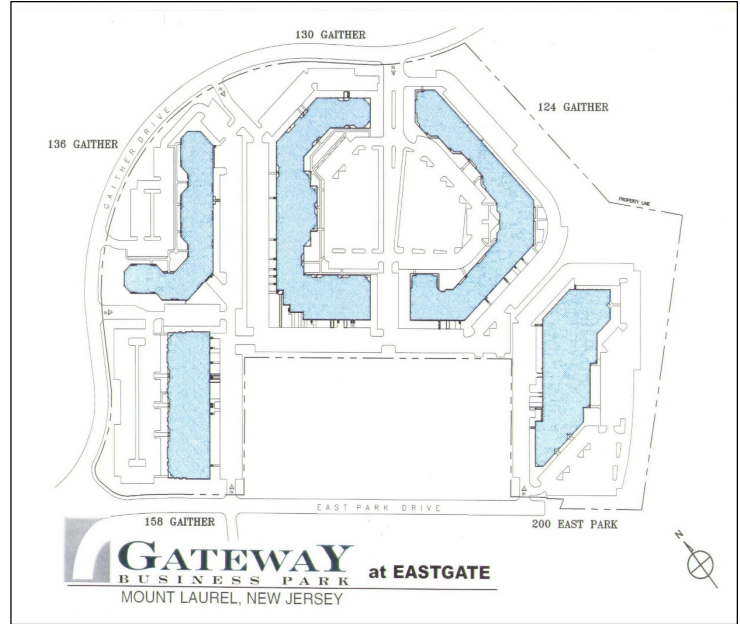 130 GAITHER
124 GAITHER
136 GAITHER
GAITHER DRIVE
PROPERTY LINE
EAST PARK DRIVE
158 GAITHER
200 EAST PARK
N
GATEWAY
BUSINESS PARK
at EASTGATE
MOUNT LAUREL, NEW JERSEY